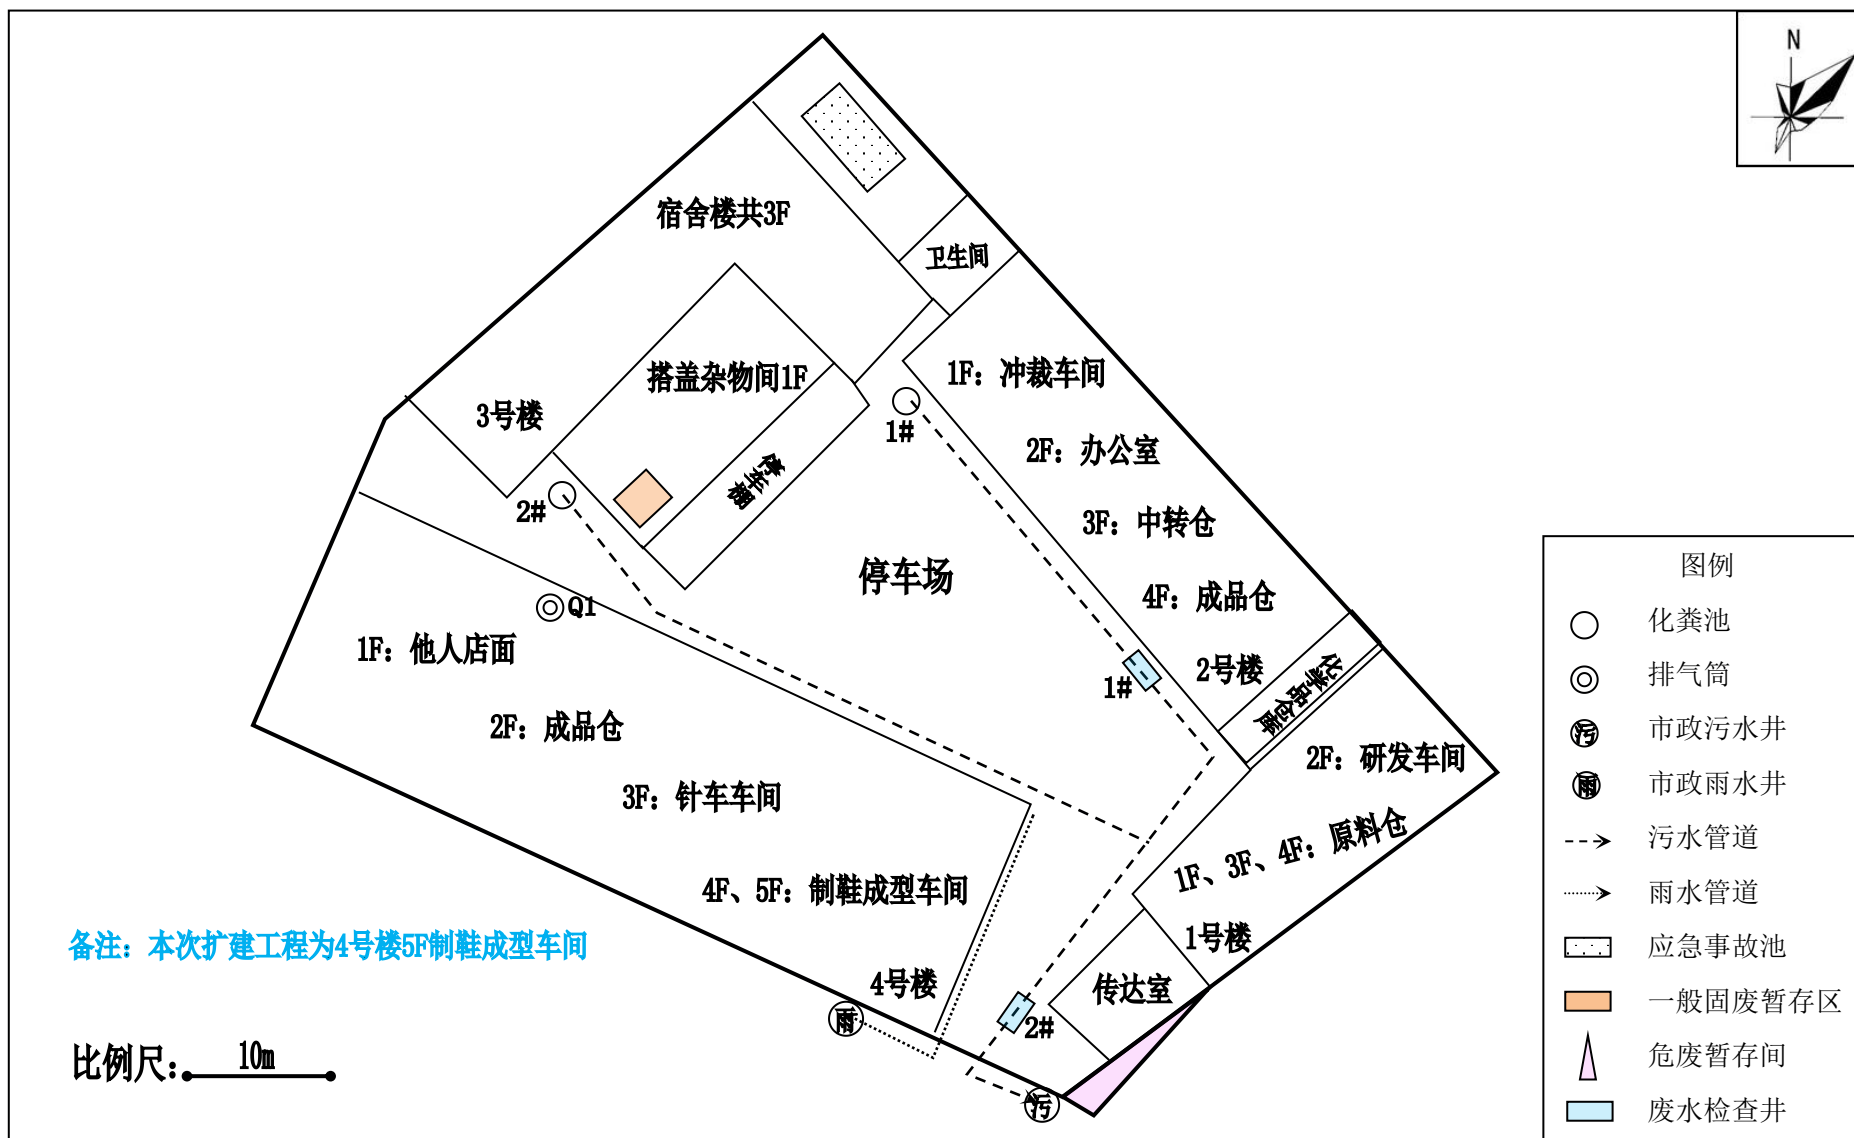 N
宿舍楼共3F
卫生间
搭盖杂物间1F
3号楼
停车棚
1#
2#
1F：冲裁车间
2F：办公室
3F：中转仓
4F：成品仓
2号楼
化学品仓库
停车场
1#
Q1
1F：他人店面
2F：成品仓
3F：针车车间
4F、5F：制鞋成型车间
4号楼
2F：研发车间
1F、3F、4F：原料仓
1号楼
传达室
2#
雨
污
备注：本次扩建工程为4号楼5F制鞋成型车间
比例尺：
10m
图例
化粪池
排气筒
污 市政污水井
雨 市政雨水井
污水管道
雨水管道
应急事故池
一般固废暂存区
危废暂存间
废水检查井